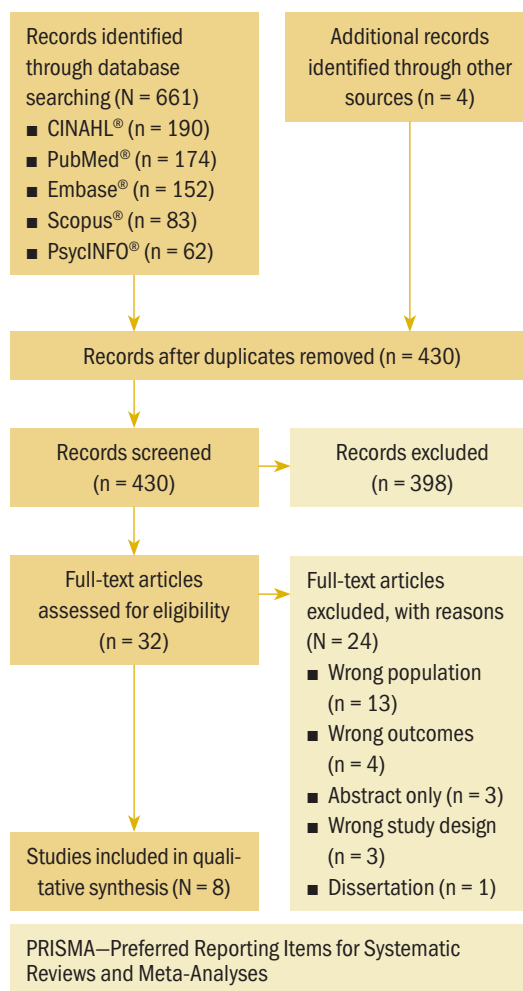 Records identified
through database
searching (N = 661)
■ CINAHL® (n = 190)
■ PubMed® (n = 174)
■ Embase® (n = 152)
■ Scopus® (n = 83)
■ PsycINFO® (n = 62)
Additional records
identified through other
sources (n = 4)
Records after duplicates removed (n = 430)
Records screened
(n = 430)
Records excluded
(n = 398)
Full-text articles
assessed for eligibility
(n = 32)
Full-text articles
excluded, with reasons
(N = 24)
■ Wrong population
(n = 13)
■ Wrong outcomes
(n = 4)
■ Abstract only (n = 3)
■ Wrong study design
(n = 3)
■ Dissertation (n = 1)
Studies included in quali-
tative synthesis (N = 8)
PRISMA—Preferred Reporting Items for Systematic
Reviews and Meta-Analyses